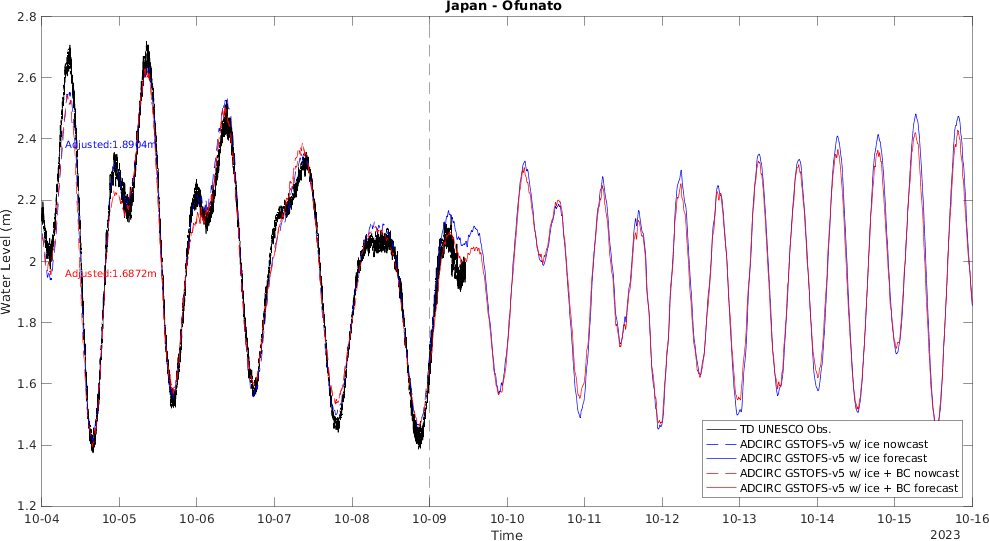 Japan - Ofunato
2.8
2.6
2.4
2.2
2
1.8
1.6
1.4
1.2
Water Level (m)
Adjusted:1.8904m
Adjusted:1.6872m
TD UNESCO Obs.
ADCIRC GSTOFS-v5 w/ ice nowcast
ADCIRC GSTOFS-v5 w/ ice forecast
ADCIRC GSTOFS-v5 w/ ice + BC nowcast
ADCIRC GSTOFS-v5 w/ ice + BC forecast
10-04 10-05 10-06 10-07 10-08 10-09 10-10 10-11 10-12 10-13 10-14 10-15 10-16
Time
2023